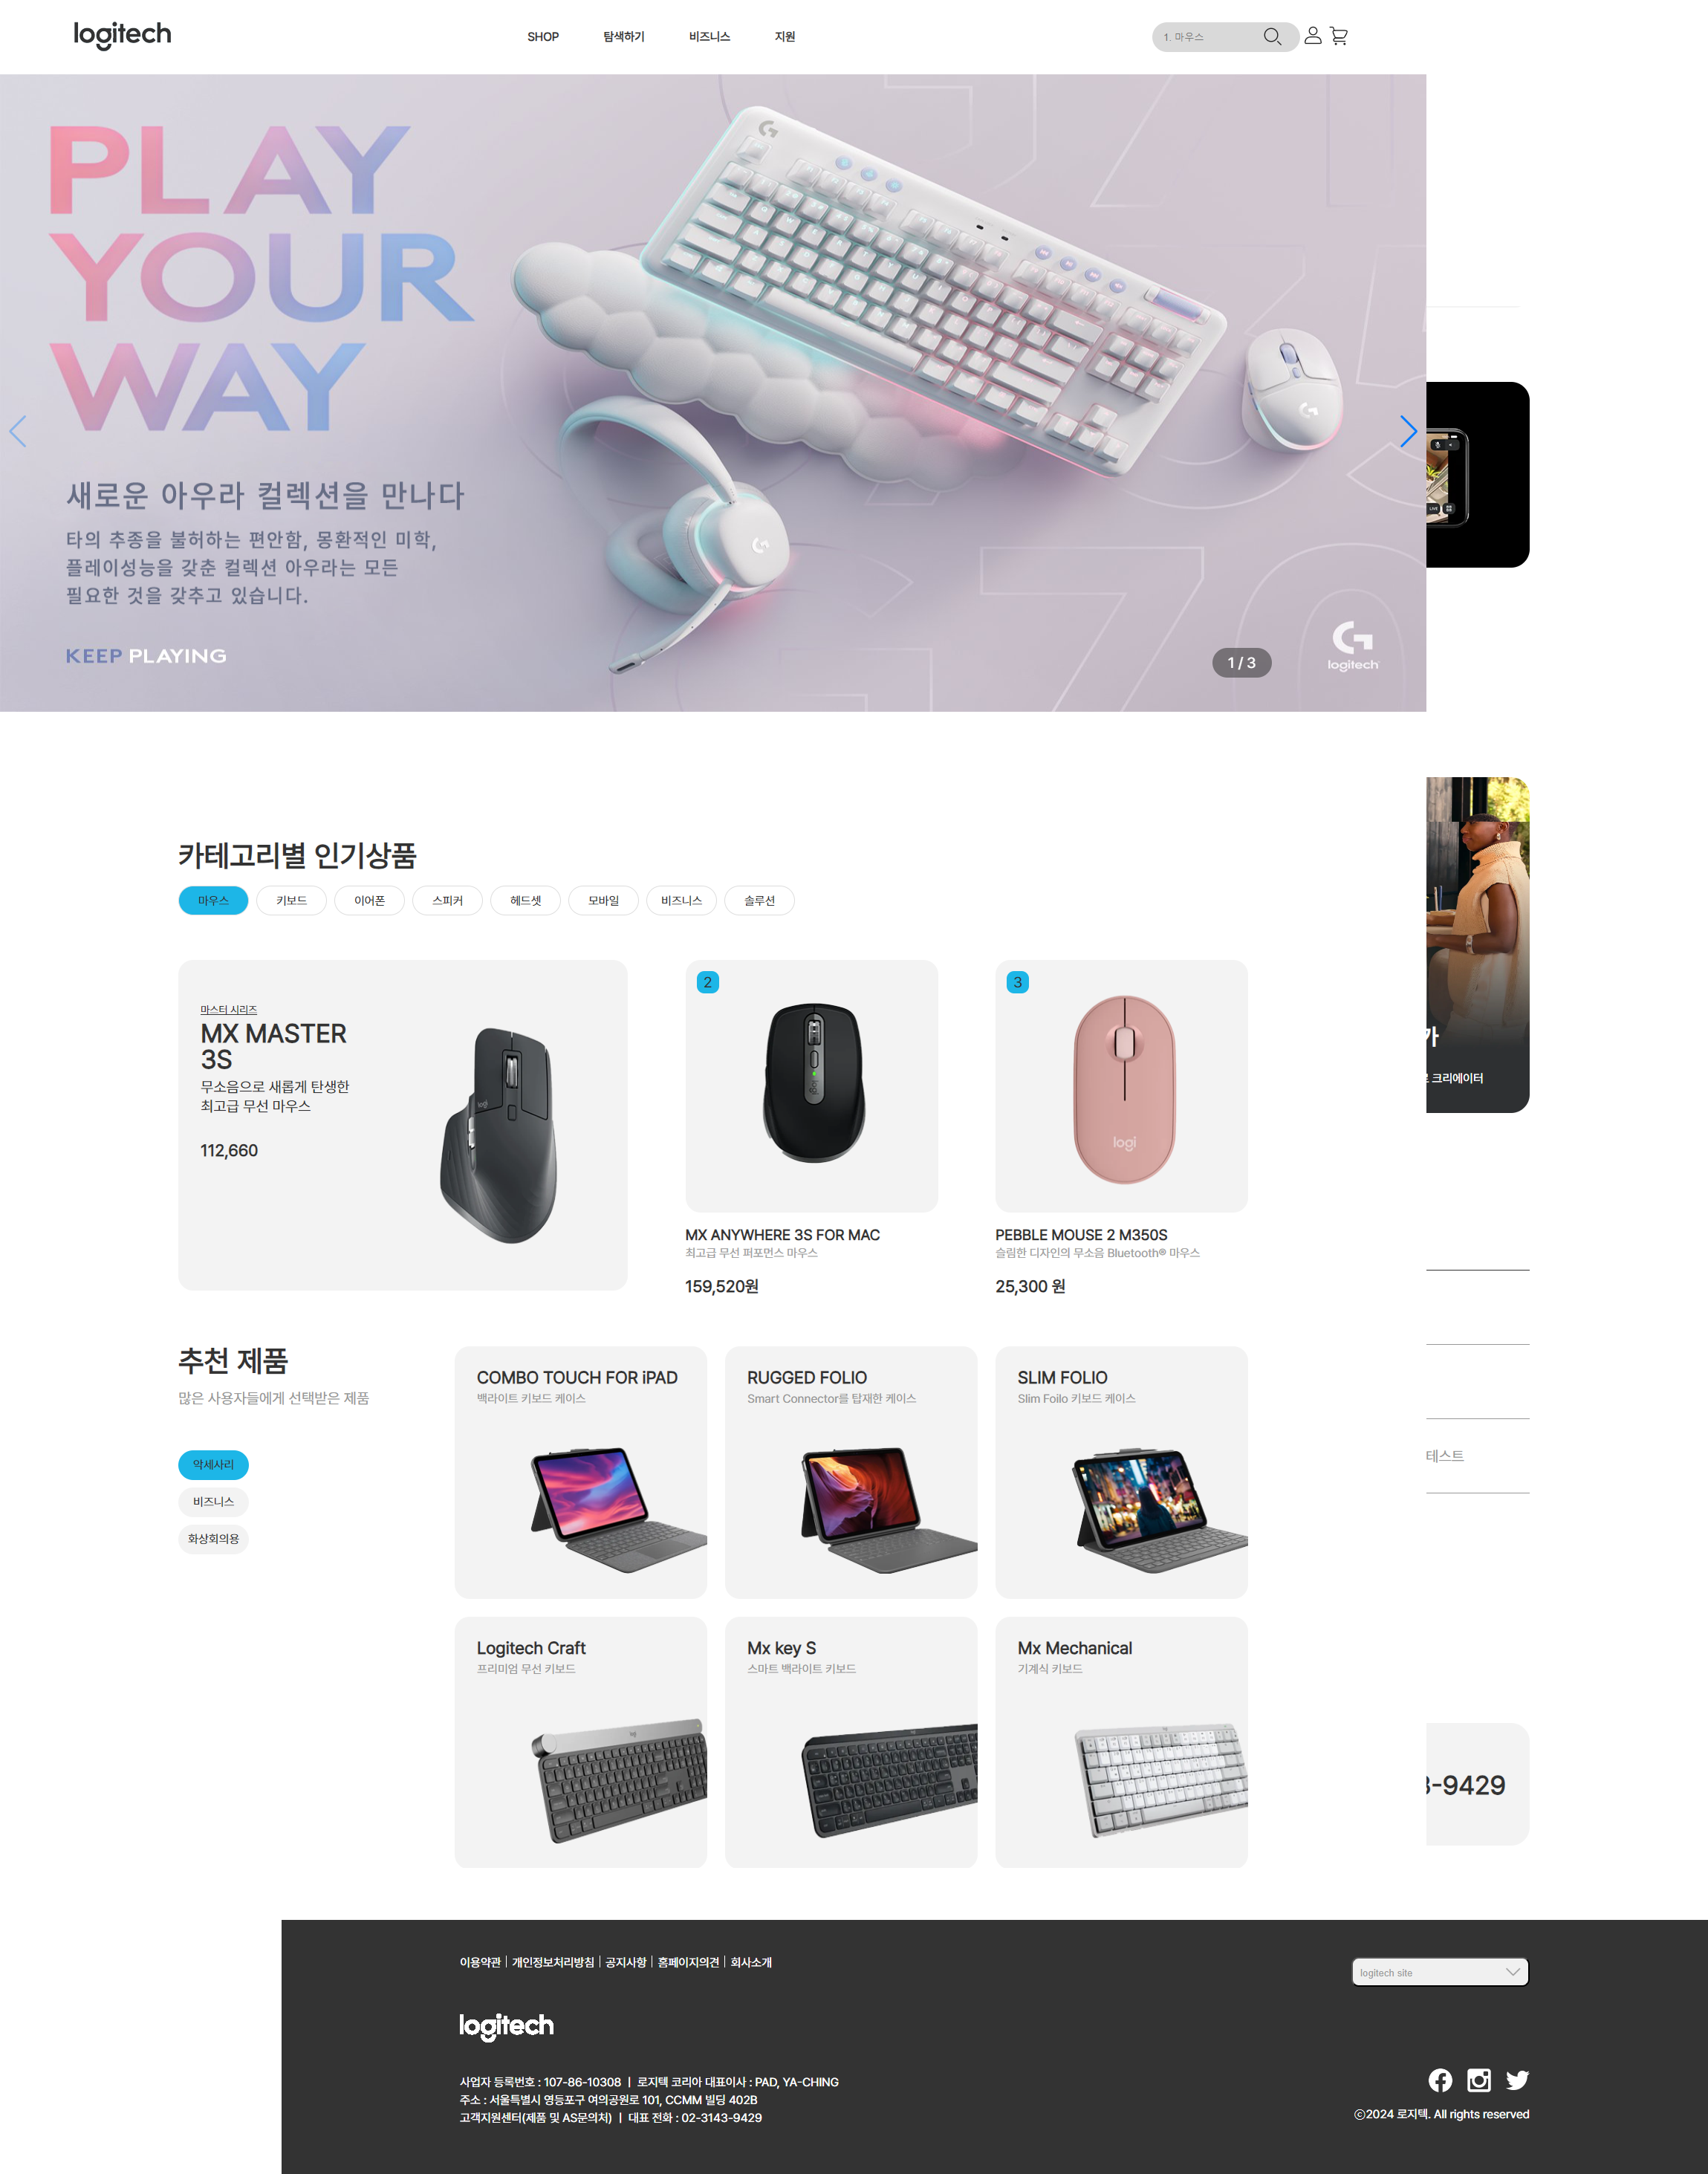 logitech
SHOP 탐색하기 비즈니스 지원
1. 마우스
PLAY
YOUR
WAY
새로운 아우라 컬렉션을 만나다
타의 추종을 불허하는 편안함, 몽환적인 미학,
플레이성능을 갖춘 컬렉션 아우라는 모든
필요한 것을 갖추고 있습니다.
KEEP PLAYING
1 / 3
logitech
LIVE
카테고리별 인기상품
마우스 키보드 이어폰 스피커 헤드셋 모바일 비즈니스 솔루션
마스터 시리즈
MX MASTER
3S
무소음으로 새롭게 탄생한
최고급 무선 마우스
112,660
logi
2
logi
MX ANYWHERE 3S FOR MAC
최고급 무선 퍼포먼스 마우스
159,520원
3
logi
PEBBLE MOUSE 2 M350S
슬림한 디자인의 무소음 Bluetooth® 마우스
25,300 원
가
크리에이터
추천 제품
많은 사용자들에게 선택받은 제품
악세사리
비즈니스
화상회의용
COMBO TOUCH FOR iPAD
백라이트 키보드 케이스
RUGGED FOLIO
Smart Connector를 탑재한 케이스
SLIM FOLIO
Slim Foilo 키보드 케이스
테스트
Logitech Craft
프리미엄 무선 키보드
Mx key S
스마트 백라이트 키보드
Mx Mechanical
기계식 키보드
-9429
이용약관 | 개인정보처리방침 | 공지사항 | 홈페이지의견 | 회사소개
logitech site
logitech
사업자 등록번호 : 107-86-10308 | 로지텍 코리아 대표이사 : PAD, YA-CHING
주소 : 서울특별시 영등포구 여의공원로 101, CCMM 빌딩 402B
고객지원센터(제품 및 AS문의처) | 대표 전화 : 02-3143-9429
ⓒ2024 로지텍. All rights reserved